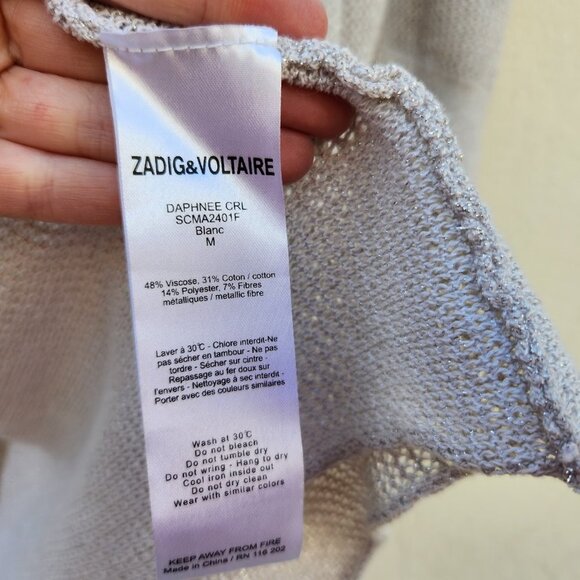 ZADIG&VOLTAIRE
DAPHNEE CRL
SCMA2401F
Blanc
M
48% Viscose, 31% Coton / cotton
14% Polyester, 7% Fibres
métalliques / metallic fibre
Laver à 30°C - Chlore interdit-Ne
pas sécher en tambour - Ne pas
tordre - Sécher sur cintre -
Repassage au fer doux sur
l'envers - Nettoyage à sec interdit -
Porter avec des couleurs similaires
Wash at 30°C
Do not bleach
Do not tumble dry
Do not wring - Hang to dry
Cool iron inside out
Do not dry clean
Wear with similar colors
KEEP AWAY FROM FIRE
Made in China / RN 116 202